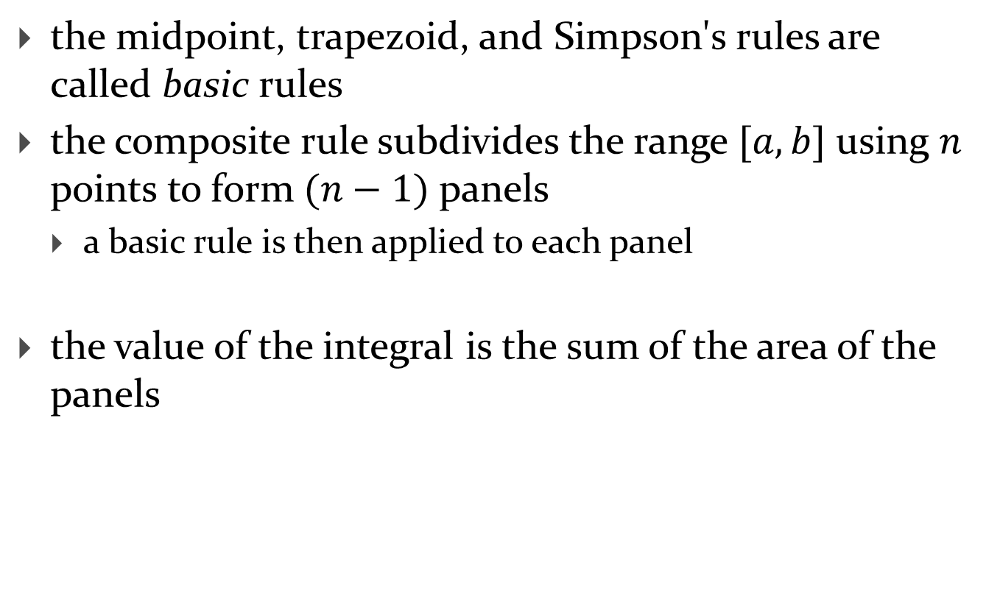 the midpoint, trapezoid, and Simpson's rules are
called basic rules
the composite rule subdivides the range [a, b] using n
points to form (n − 1) panels
a basic rule is then applied to each panel
the value of the integral is the sum of the area of the
panels